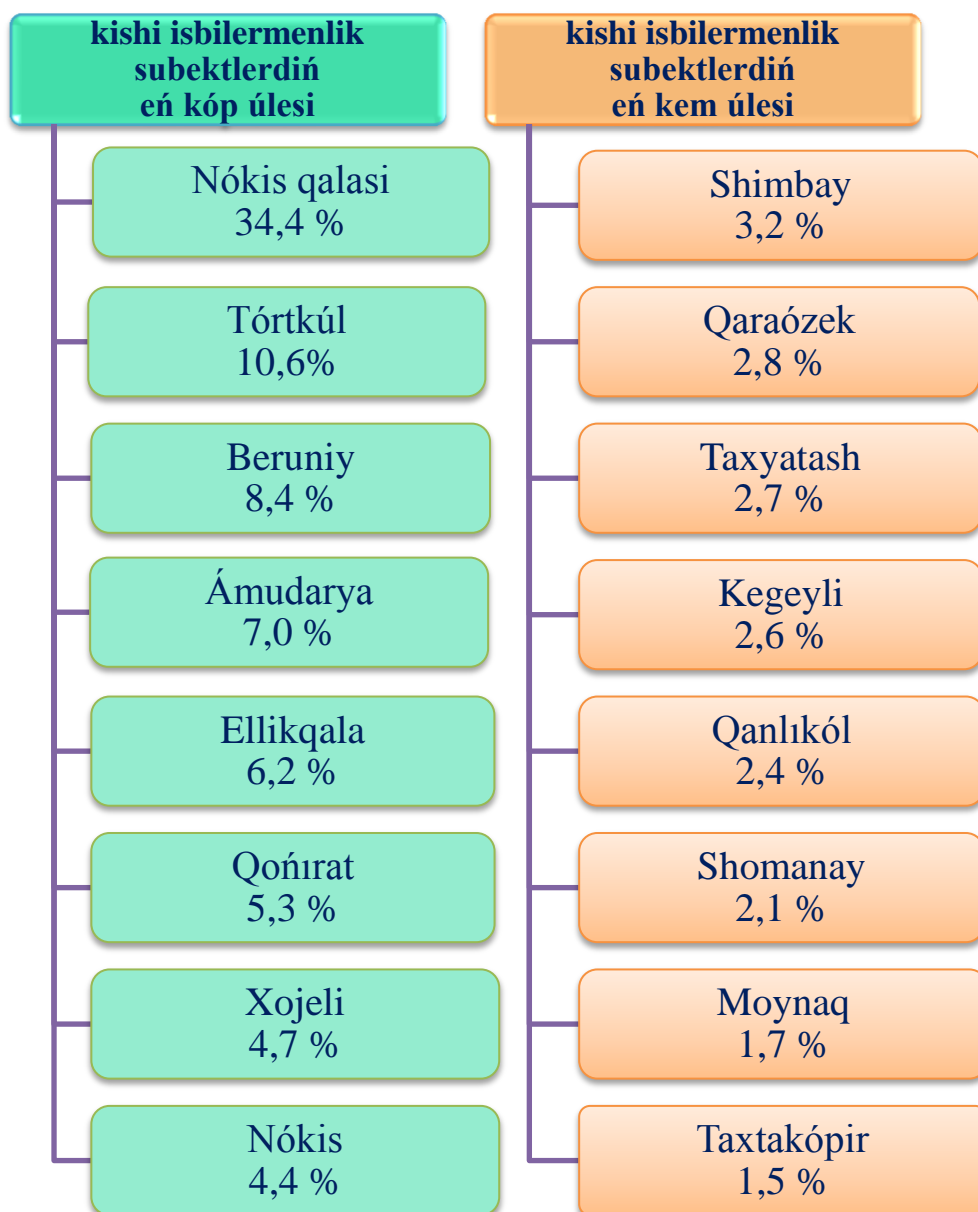 kishi isbilermenlik
subektlerdiń
eń kóp úlesi
Nókis qalasi
34,4 %
Tórtkúl
10,6%
Beruniy
8,4 %
Ámudarya
7,0 %
Ellikqala
6,2 %
Qońırat
5,3 %
Xojeli
4,7 %
Nókis
4,4 %
kishi isbilermenlik
subektlerdiń
eń kem úlesi
Shimbay
3,2 %
Qaraózek
2,8 %
Taxyatash
2,7 %
Kegeyli
2,6 %
Qanlıkól
2,4 %
Shomanay
2,1 %
Moynaq
1,7 %
Taxtakópir
1,5 %